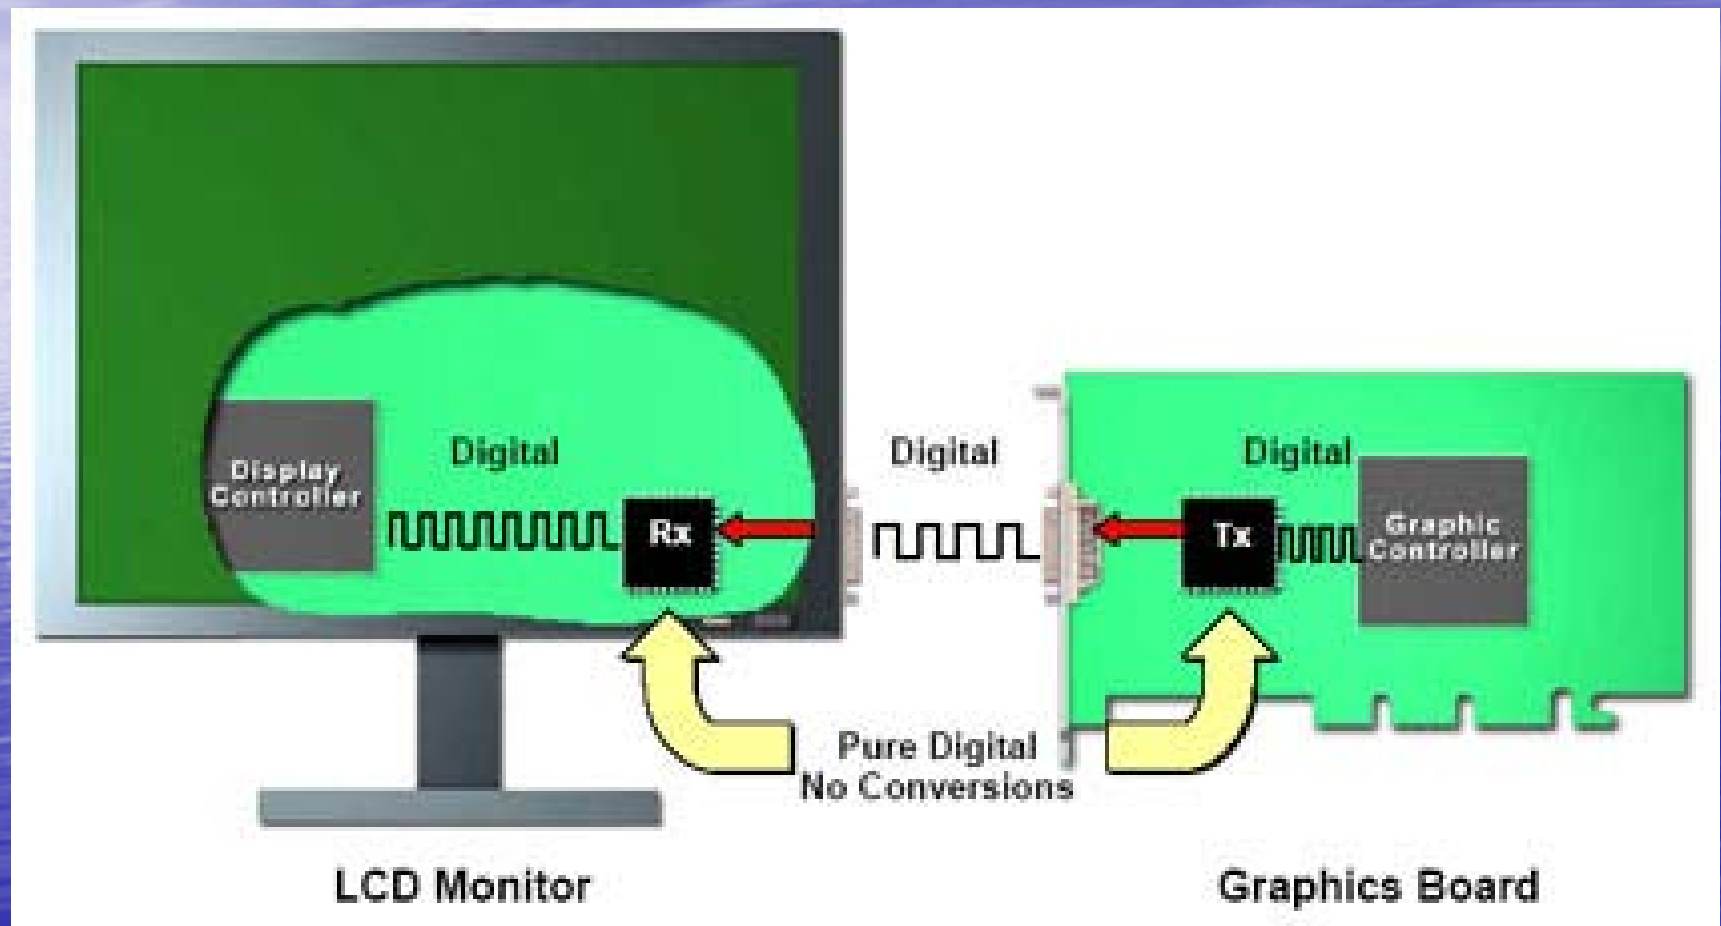 Digital
Digital
Digital
Display
Controller
Rx
Tx
Graphic
Controller
Pure Digital
No Conversions
LCD Monitor
Graphics Board